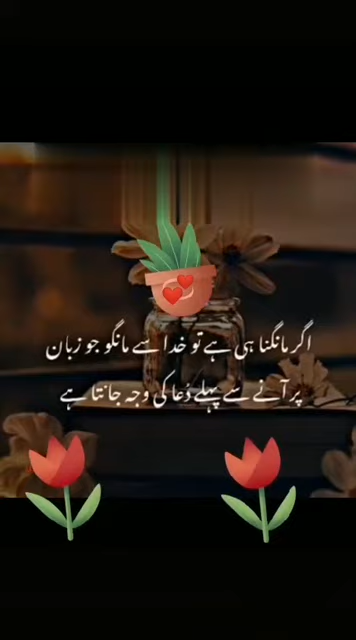 اگر مانگنا ہی ہے تو خدا سے مانگو جو زبان
پر آنے سے پہلے دُعا کی وجہ جانتا ہے